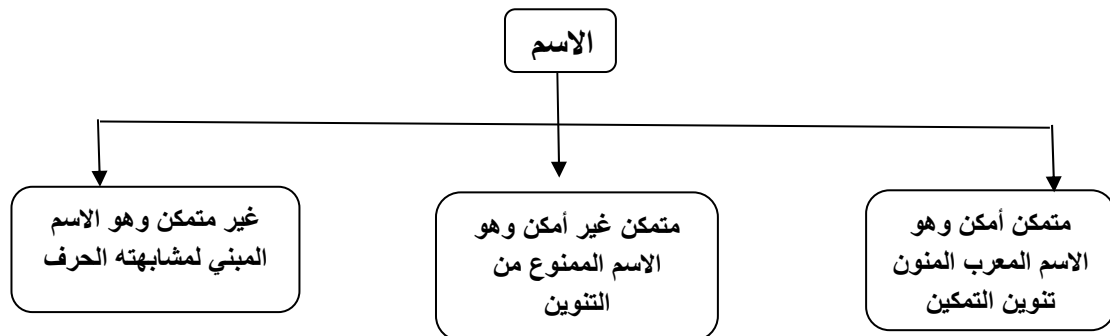 الاسم
متمكن أمكن وهو
الاسم المعرب المنون
تنوين التمكين
متمكن غير أمكن وهو
الاسم الممنوع من
التنوين
غير متمكن وهو الاسم
المبني لمشابهته الحرف